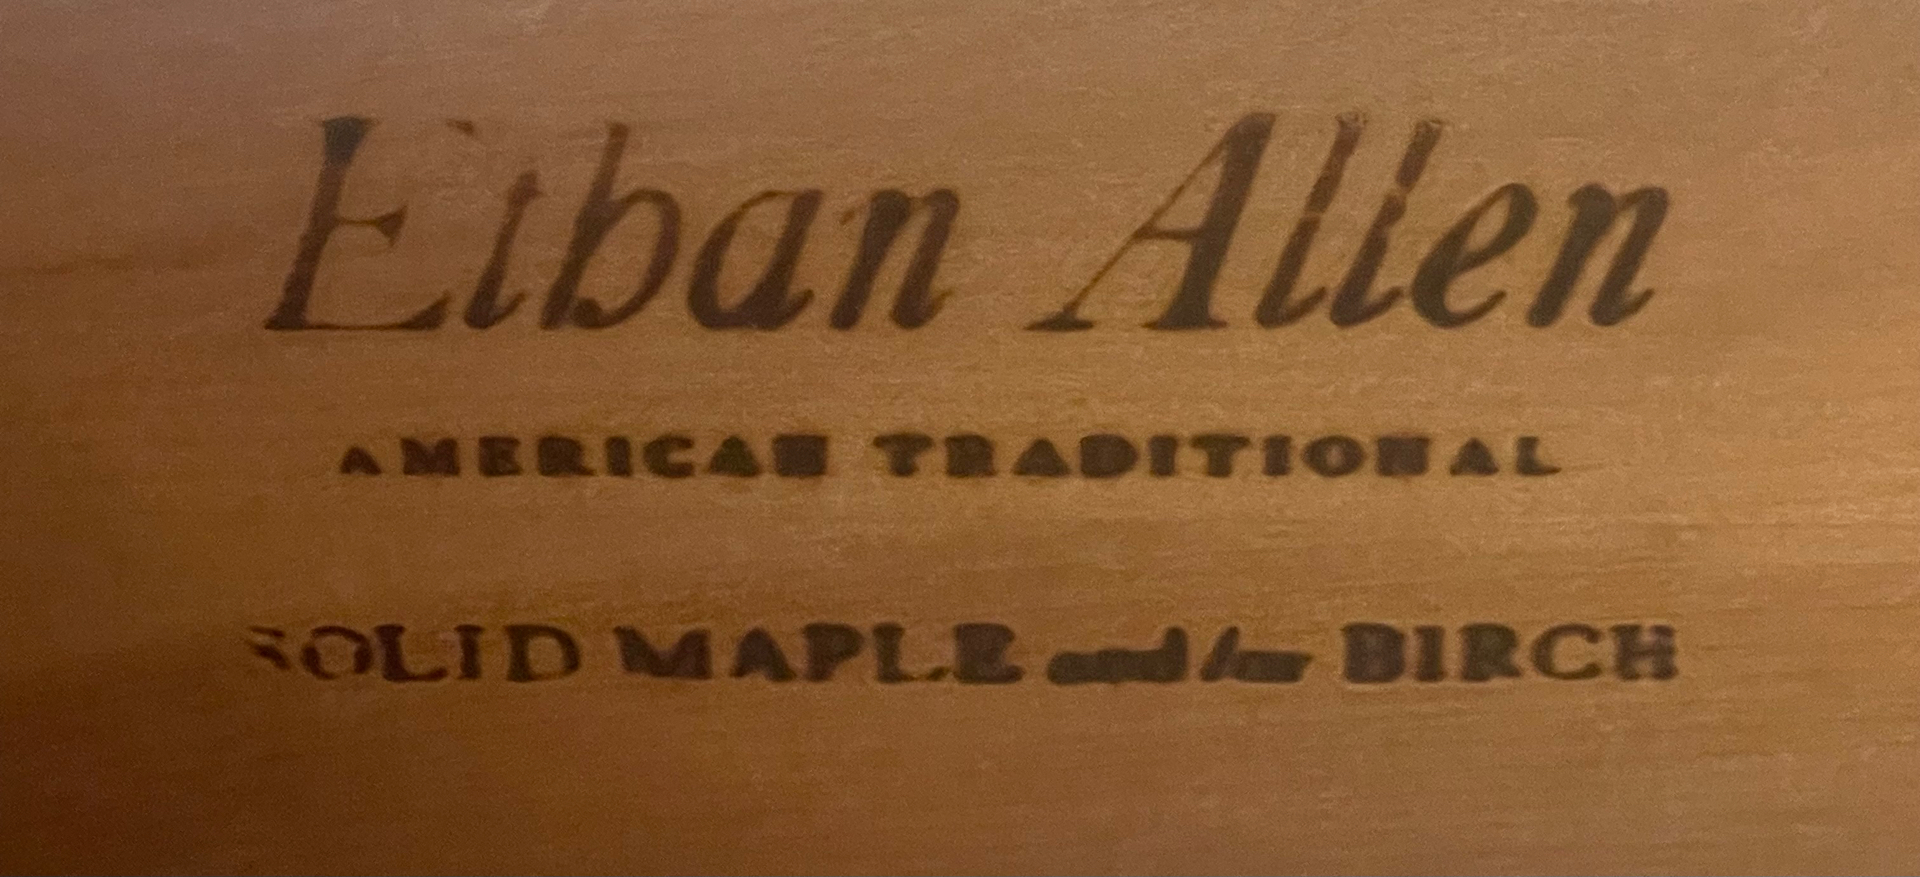 Ethan Allen
AMERICAN TRADITIONAL
SOLID MAPLE and/or BIRCH